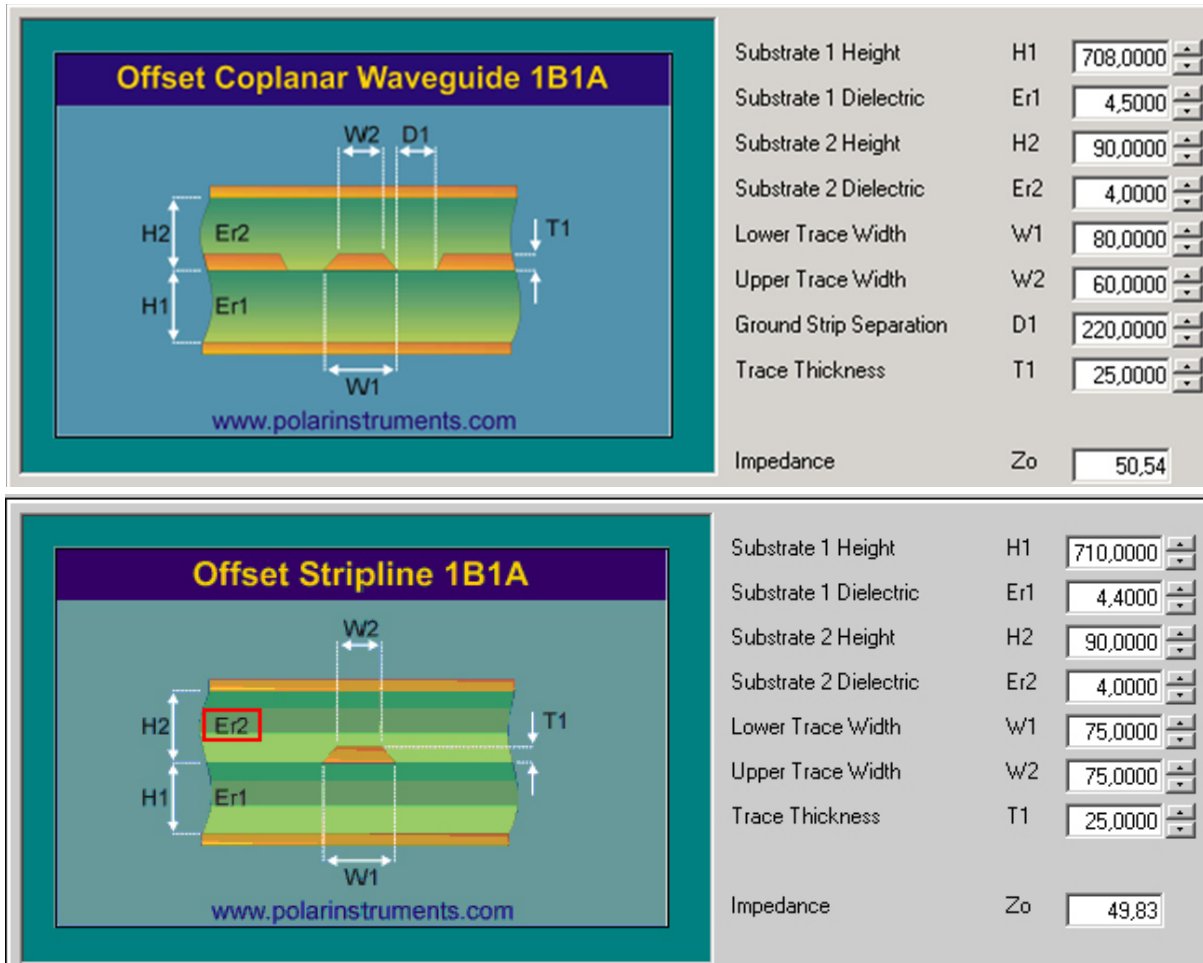 Offset Coplanar Waveguide 1B1A
W2 D1
H2 Er2 T1
H1 Er1
W1
www.polarinstruments.com
Substrate 1 Height H1 708,0000
Substrate 1 Dielectric Er1 4,5000
Substrate 2 Height H2 90,0000
Substrate 2 Dielectric Er2 4,0000
Lower Trace Width W1 80,0000
Upper Trace Width W2 60,0000
Ground Strip Separation D1 220,0000
Trace Thickness T1 25,0000
Impedance Zo 50,54
Offset Stripline 1B1A
W2
H2 Er2 T1
H1 Er1
W1
www.polarinstruments.com
Substrate 1 Height H1 710,0000
Substrate 1 Dielectric Er1 4,4000
Substrate 2 Height H2 90,0000
Substrate 2 Dielectric Er2 4,0000
Lower Trace Width W1 75,0000
Upper Trace Width W2 75,0000
Trace Thickness T1 25,0000
Impedance Zo 49,83